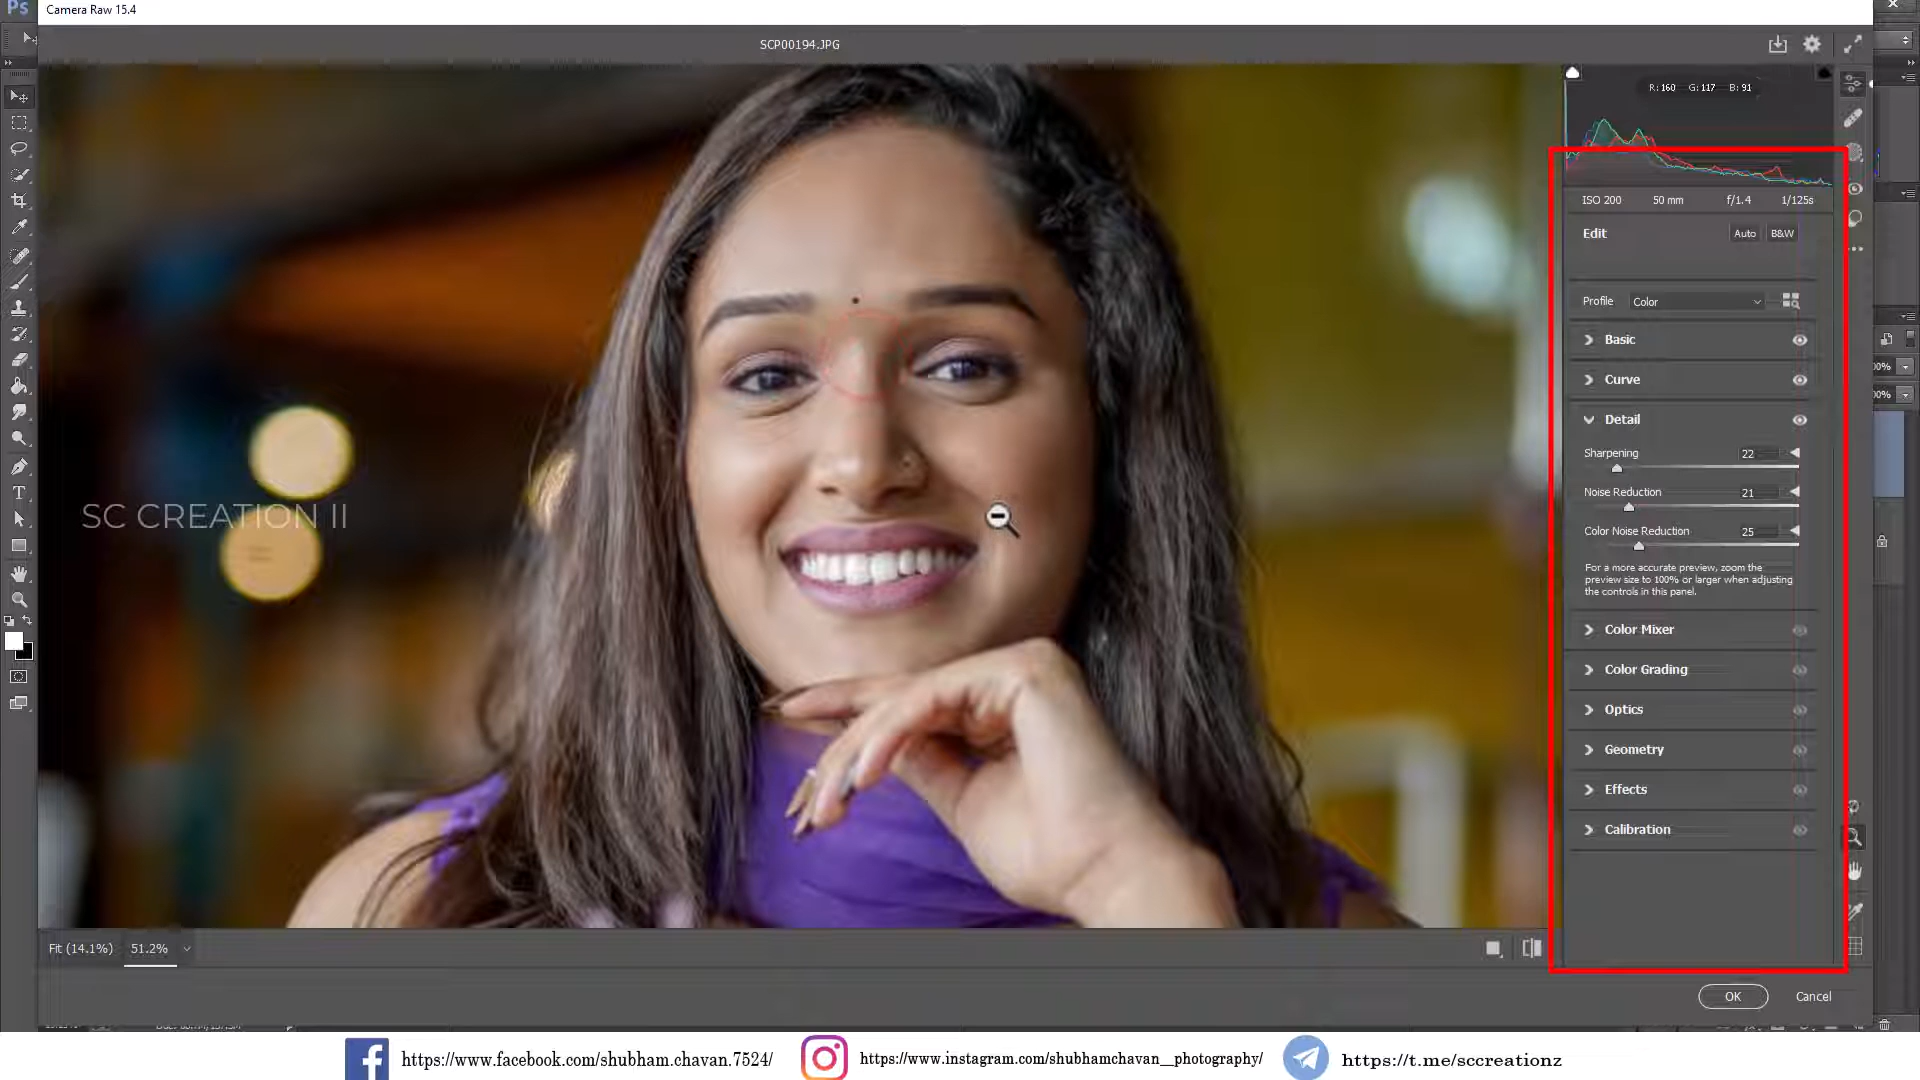 Ps
Camera Raw 15.4
SCP00194.JPG
R: 160 G: 117 B: 91
ISO 200 50 mm f/1.4 1/125s
Edit Auto B&W
Profile Color
Basic
Curve
Detail
Sharpening 22
Noise Reduction 21
Color Noise Reduction 25
For a more accurate preview, zoom the
preview size to 100% or larger when adjusting
the controls in this panel.
Color Mixer
Color Grading
Optics
Geometry
Effects
Calibration
SC CREATION II
Fit (14.1%) 51.2%
OK Cancel
https://www.facebook.com/shubham.chavan.7524/
https://www.instagram.com/shubhamchavan__photography/
https://t.me/sccreationz